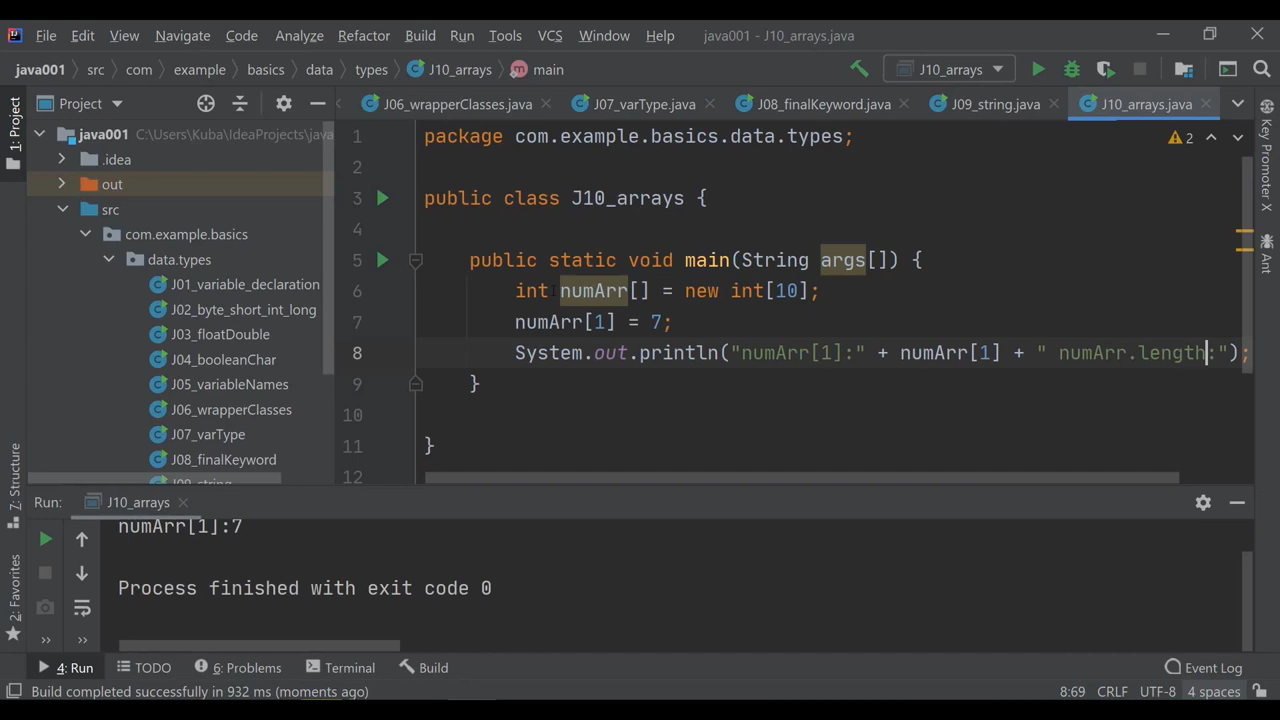 File Edit View Navigate Code Analyze Refactor Build Run Tools VCS Window Help java001 - J10_arrays.java
java001 src com example basics data types J10_arrays main J10_arrays
Project J06_wrapperClasses.java J07_varType.java J08_finalKeyword.java J09_string.java J10_arrays.java
java001 C:\Users\Kuba\IdeaProjects\java
.idea
out
src
com.example.basics
data.types
J01_variable_declaration
J02_byte_short_int_long
J03_floatDouble
J04_booleanChar
J05_variableNames
J06_wrapperClasses
J07_varType
J08_finalKeyword
J09_string
1: Project
7: Structure
2: Favorites
1 package com.example.basics.data.types;
2
3 public class J10_arrays {
4
5 public static void main(String args[]) {
6 int numArr[] = new int[10];
7 numArr[1] = 7;
8 System.out.println("numArr[1]:" + numArr[1] + " numArr.length:");
9 }
10
11 }
12
2
Key Promoter X
Ant
Run: J10_arrays
numArr[1]:7
Process finished with exit code 0
4: Run TODO 6: Problems Terminal Build Event Log
Build completed successfully in 932 ms (moments ago) 8:69 CRLF UTF-8 4 spaces